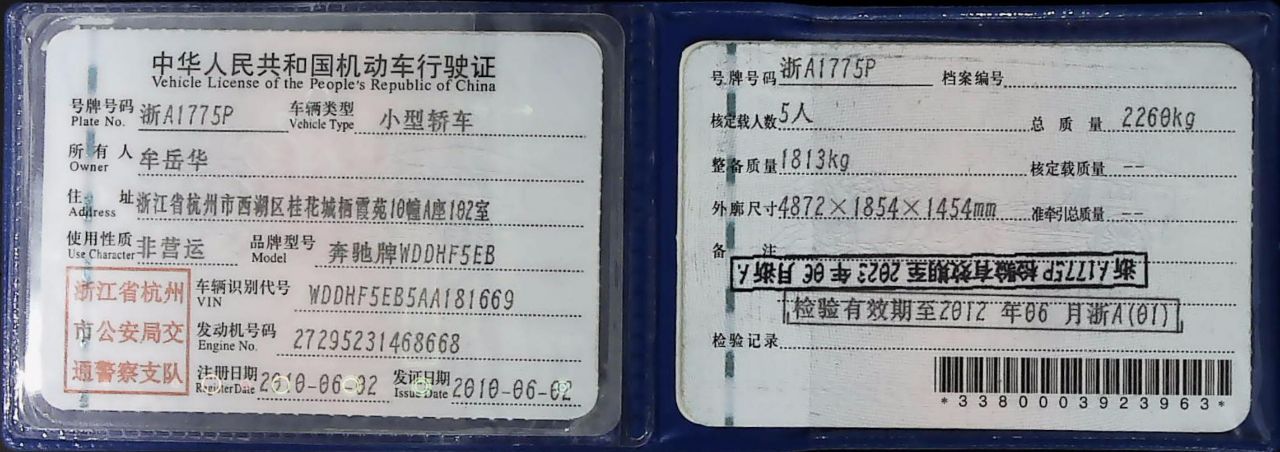 中华人民共和国机动车行驶证
Vehicle License of the People's Republic of China
号牌号码 Plate No. 浙A1775P 车辆类型 Vehicle Type 小型轿车
所有人 Owner 牟岳华
住址 Address 浙江省杭州市西湖区桂花城栖霞苑10幢A座102室
使用性质 Use Character 非营运 品牌型号 Model 奔驰牌WDDHF5EB
浙江省杭州
市公安局交
通警察支队
车辆识别代号 VIN WDDHF5EB5AA181669
发动机号码 Engine No. 27295231468668
注册日期 Register Date 2010-06-02 发证日期 Issue Date 2010-06-02
号牌号码 浙A1775P 档案编号
核定载人数 5人 总质量 2260kg
整备质量 1813kg 核定载质量 --
外廓尺寸 4872×1854×1454mm 准牵引总质量 --
备注
浙A1775P 检验有效期至 2023 年 06 月浙A
检验有效期至2012 年06 月浙A(01)
检验记录
*3380003923963*